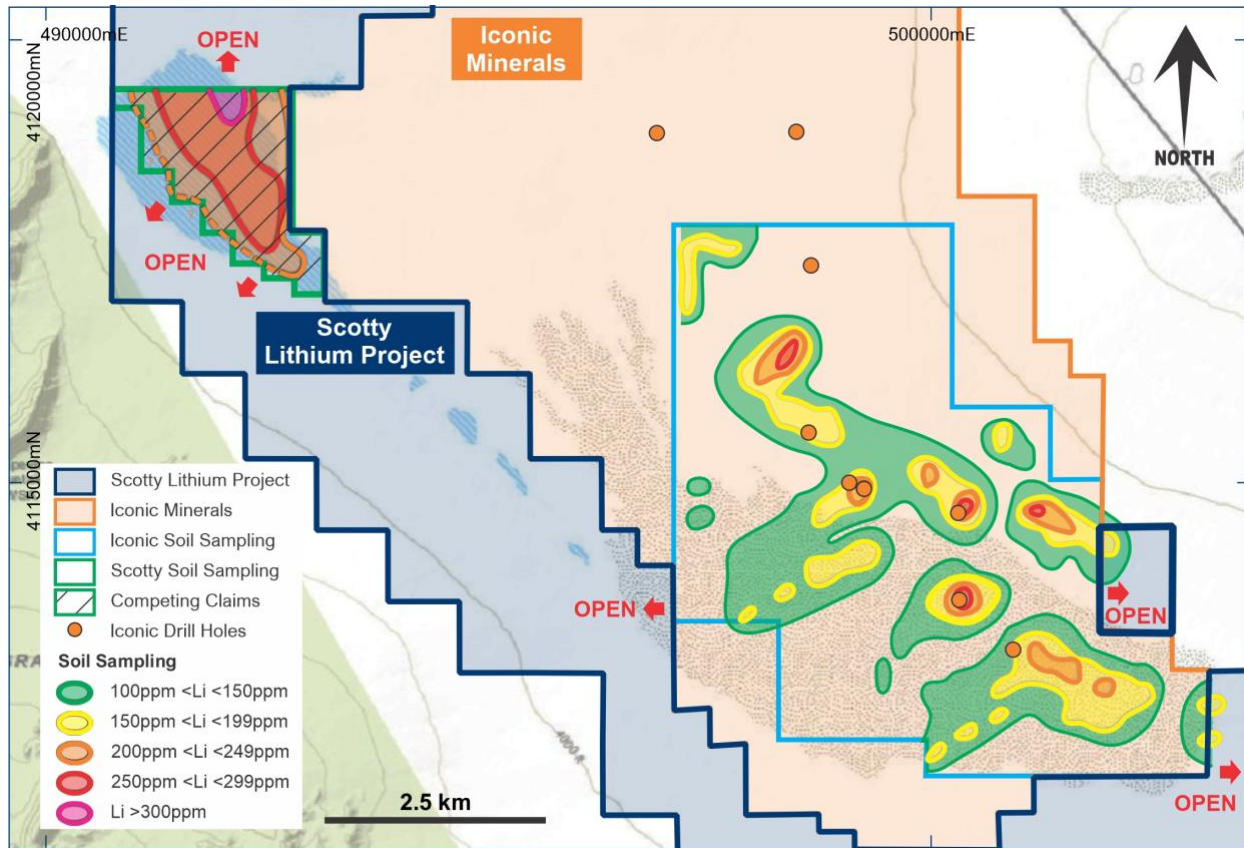 490000mE
500000mE
OPEN
Iconic
Minerals
4120000mN
NORTH
OPEN
Scotty
Lithium Project
4115000mN
Scotty Lithium Project
Iconic Minerals
Iconic Soil Sampling
Scotty Soil Sampling
Competing Claims
Iconic Drill Holes
Soil Sampling
100ppm <Li <150ppm
150ppm <Li <199ppm
200ppm <Li <249ppm
250ppm <Li <299ppm
Li >300ppm
OPEN
OPEN
OPEN
2.5 km